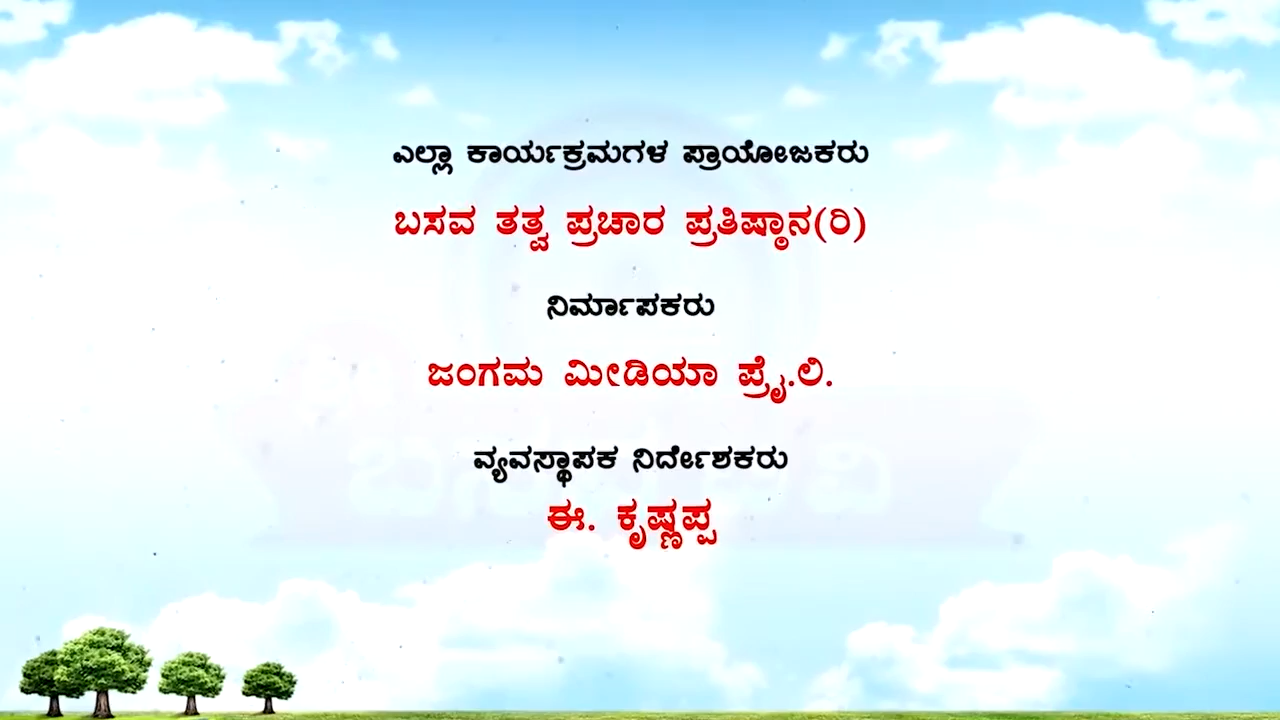 ಎಲ್ಲಾ ಕಾರ್ಯಕ್ರಮಗಳ ಪ್ರಾಯೋಜಕರು
ಬಸವ ತತ್ವ ಪ್ರಚಾರ ಪ್ರತಿಷ್ಠಾನ(ರಿ)
ನಿರ್ಮಾಪಕರು
ಜಂಗಮ ಮೀಡಿಯಾ ಪ್ರೈ.ಲಿ.
ವ್ಯವಸ್ಥಾಪಕ ನಿರ್ದೇಶಕರು
ಈ. ಕೃಷ್ಣಪ್ಪ